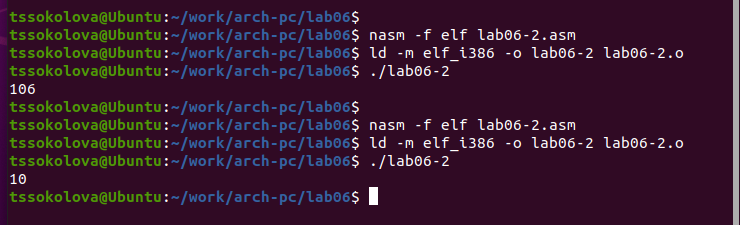 tssokolova@Ubuntu:~/work/arch-pc/lab06$
tssokolova@Ubuntu:~/work/arch-pc/lab06$ nasm -f elf lab06-2.asm
tssokolova@Ubuntu:~/work/arch-pc/lab06$ ld -m elf_i386 -o lab06-2 lab06-2.o
tssokolova@Ubuntu:~/work/arch-pc/lab06$ ./lab06-2
106
tssokolova@Ubuntu:~/work/arch-pc/lab06$
tssokolova@Ubuntu:~/work/arch-pc/lab06$ nasm -f elf lab06-2.asm
tssokolova@Ubuntu:~/work/arch-pc/lab06$ ld -m elf_i386 -o lab06-2 lab06-2.o
tssokolova@Ubuntu:~/work/arch-pc/lab06$ ./lab06-2
10
tssokolova@Ubuntu:~/work/arch-pc/lab06$